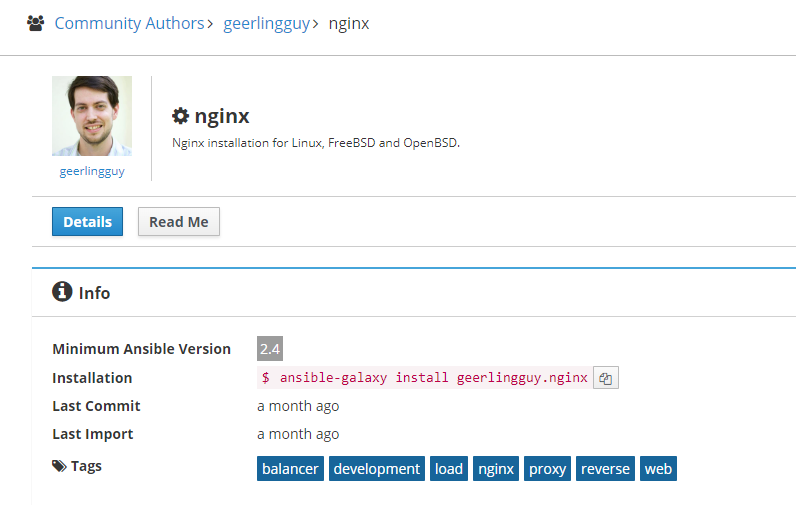 Community Authors › geerlingguy › nginx
nginx
Nginx installation for Linux, FreeBSD and OpenBSD.
geerlingguy
Details Read Me
Info
Minimum Ansible Version 2.4
Installation $ ansible-galaxy install geerlingguy.nginx
Last Commit a month ago
Last Import a month ago
Tags balancer development load nginx proxy reverse web